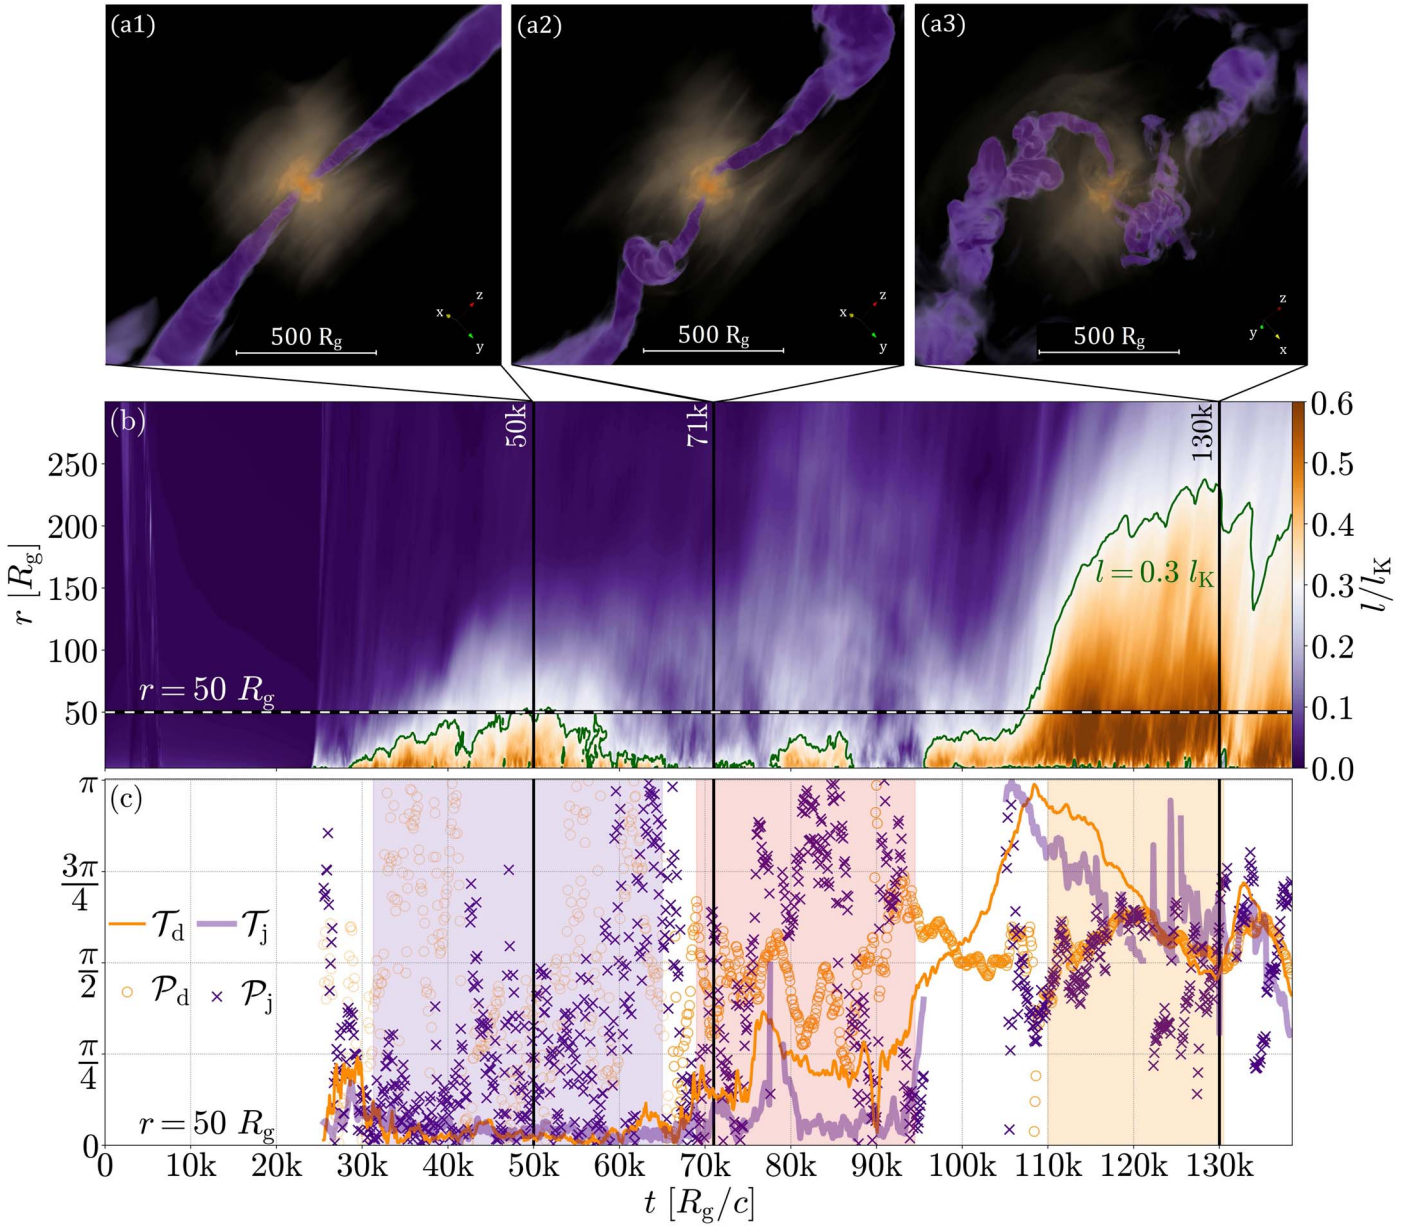 (a1) (a2) (a3)
z z z
x x y
y y x
500 Rg 500 Rg 500 Rg
(b) 50k 71k 130k
250
200
150
100
50
r [Rg]
l = 0.3 lK
r = 50 Rg
0.6
0.5
0.4
0.3
0.2
0.1
0.0
l/lK
(c)
π
3π/4
π/2
π/4
0
Td Tj
Pd Pj
r = 50 Rg
0 10k 20k 30k 40k 50k 60k 70k 80k 90k 100k 110k 120k 130k
t [Rg/c]